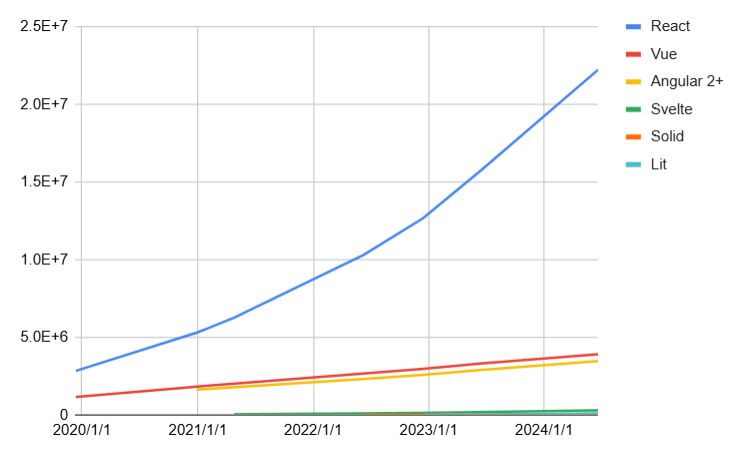 2.5E+7
2.0E+7
1.5E+7
1.0E+7
5.0E+6
0
2020/1/1 2021/1/1 2022/1/1 2023/1/1 2024/1/1
React
Vue
Angular 2+
Svelte
Solid
Lit